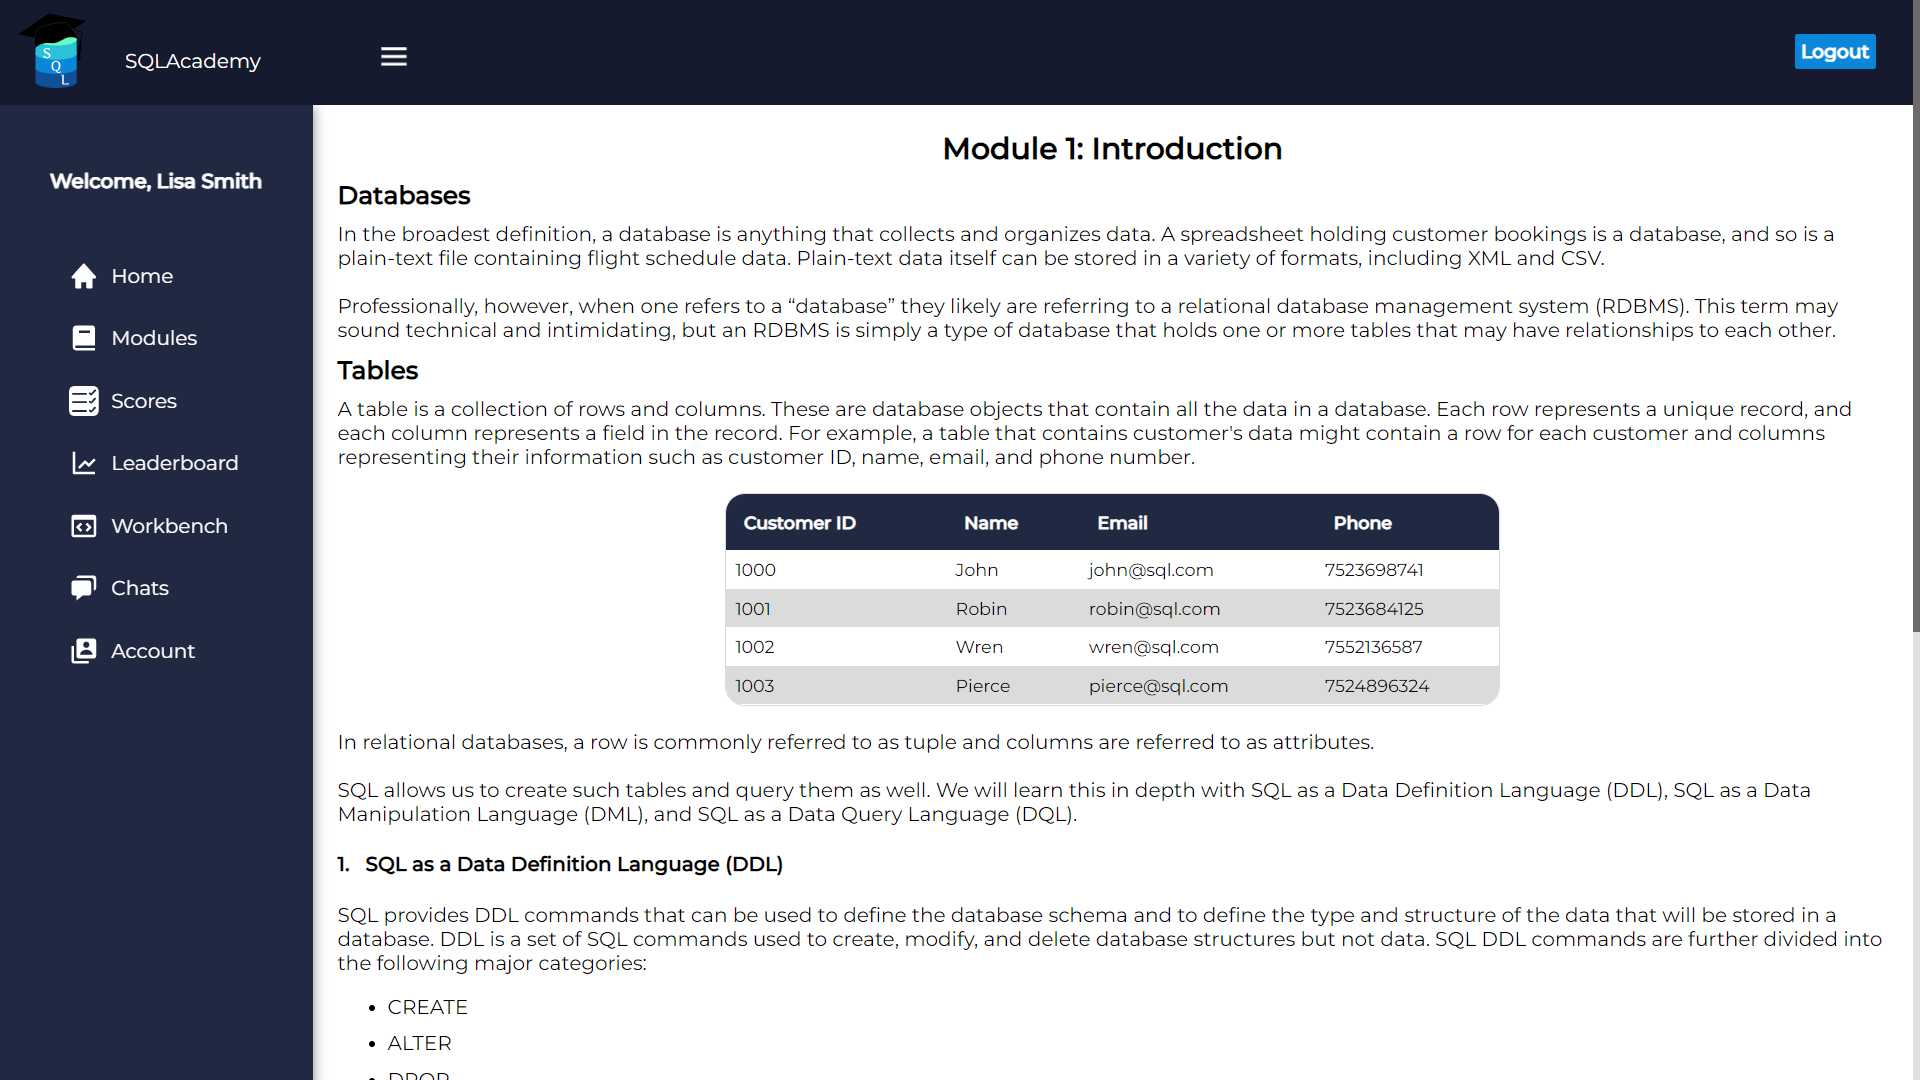 S
Q
L
SQLAcademy
Logout
Welcome, Lisa Smith
Home
Modules
Scores
Leaderboard
Workbench
Chats
Account
Module 1: Introduction
Databases
In the broadest definition, a database is anything that collects and organizes data. A spreadsheet holding customer bookings is a database, and so is a
plain-text file containing flight schedule data. Plain-text data itself can be stored in a variety of formats, including XML and CSV.
Professionally, however, when one refers to a “database” they likely are referring to a relational database management system (RDBMS). This term may
sound technical and intimidating, but an RDBMS is simply a type of database that holds one or more tables that may have relationships to each other.
Tables
A table is a collection of rows and columns. These are database objects that contain all the data in a database. Each row represents a unique record, and
each column represents a field in the record. For example, a table that contains customer's data might contain a row for each customer and columns
representing their information such as customer ID, name, email, and phone number.
Customer ID Name Email Phone
1000 John john@sql.com 7523698741
1001 Robin robin@sql.com 7523684125
1002 Wren wren@sql.com 7552136587
1003 Pierce pierce@sql.com 7524896324
In relational databases, a row is commonly referred to as tuple and columns are referred to as attributes.
SQL allows us to create such tables and query them as well. We will learn this in depth with SQL as a Data Definition Language (DDL), SQL as a Data
Manipulation Language (DML), and SQL as a Data Query Language (DQL).
1. SQL as a Data Definition Language (DDL)
SQL provides DDL commands that can be used to define the database schema and to define the type and structure of the data that will be stored in a
database. DDL is a set of SQL commands used to create, modify, and delete database structures but not data. SQL DDL commands are further divided into
the following major categories:
• CREATE
• ALTER
• DROP